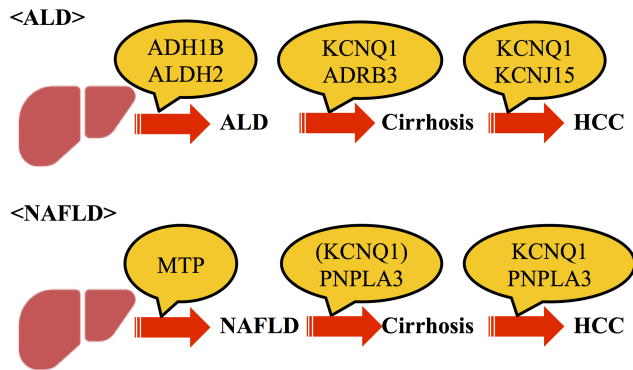 <ALD>
ADH1B
ALDH2
KCNQ1
ADRB3
KCNQ1
KCNJ15
ALD
Cirrhosis
HCC
<NAFLD>
MTP
(KCNQ1)
PNPLA3
KCNQ1
PNPLA3
NAFLD
Cirrhosis
HCC